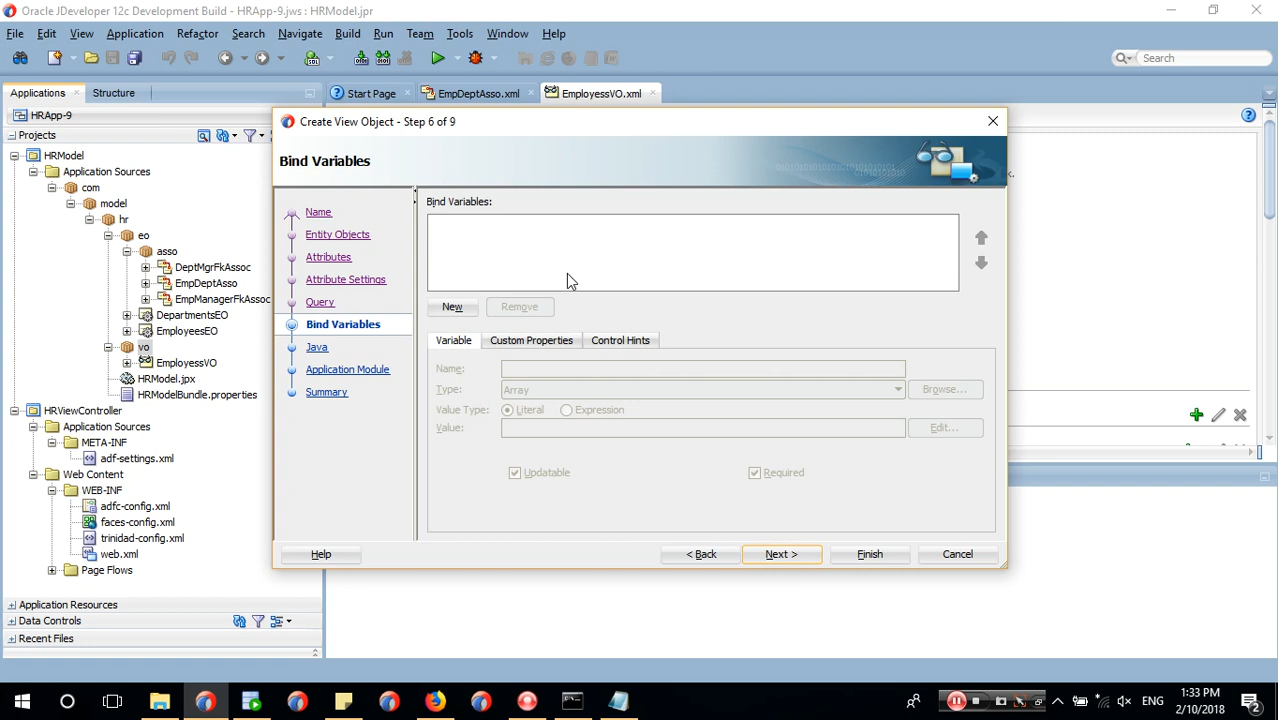 Oracle JDeveloper 12c Development Build - HRApp-9.jws : HRModel.jpr
File Edit View Application Refactor Search Navigate Build Run Team Tools Window Help
Search
Applications Structure
Start Page EmpDeptAsso.xml EmployessVO.xml
HRApp-9
Projects
HRModel
Application Sources
com
model
hr
eo
asso
DeptMgrFkAssoc
EmpDeptAsso
EmpManagerFkAssoc
DepartmentsEO
EmployeesEO
vo
EmployessVO
HRModel.jpx
HRModelBundle.properties
HRViewController
Application Sources
META-INF
adf-settings.xml
Web Content
WEB-INF
adfc-config.xml
faces-config.xml
trinidad-config.xml
web.xml
Page Flows
Application Resources
Data Controls
Recent Files
Create View Object - Step 6 of 9
Bind Variables
Name
Entity Objects
Attributes
Attribute Settings
Query
Bind Variables
Java
Application Module
Summary
Bind Variables:
New Remove
Variable Custom Properties Control Hints
Name:
Type: Array Browse...
Value Type: Literal Expression
Value: Edit...
Updatable Required
Help < Back Next > Finish Cancel
ENG
1:33 PM
2/10/2018
2